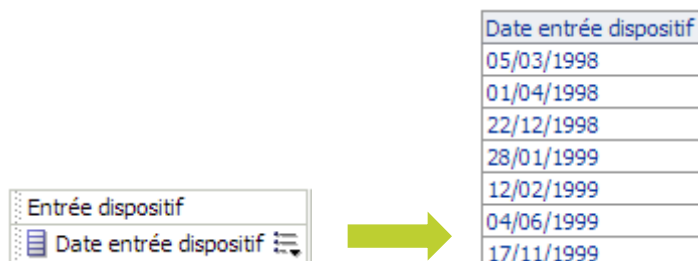 Entrée dispositif
Date entrée dispositif
Date entrée dispositif
05/03/1998
01/04/1998
22/12/1998
28/01/1999
12/02/1999
04/06/1999
17/11/1999